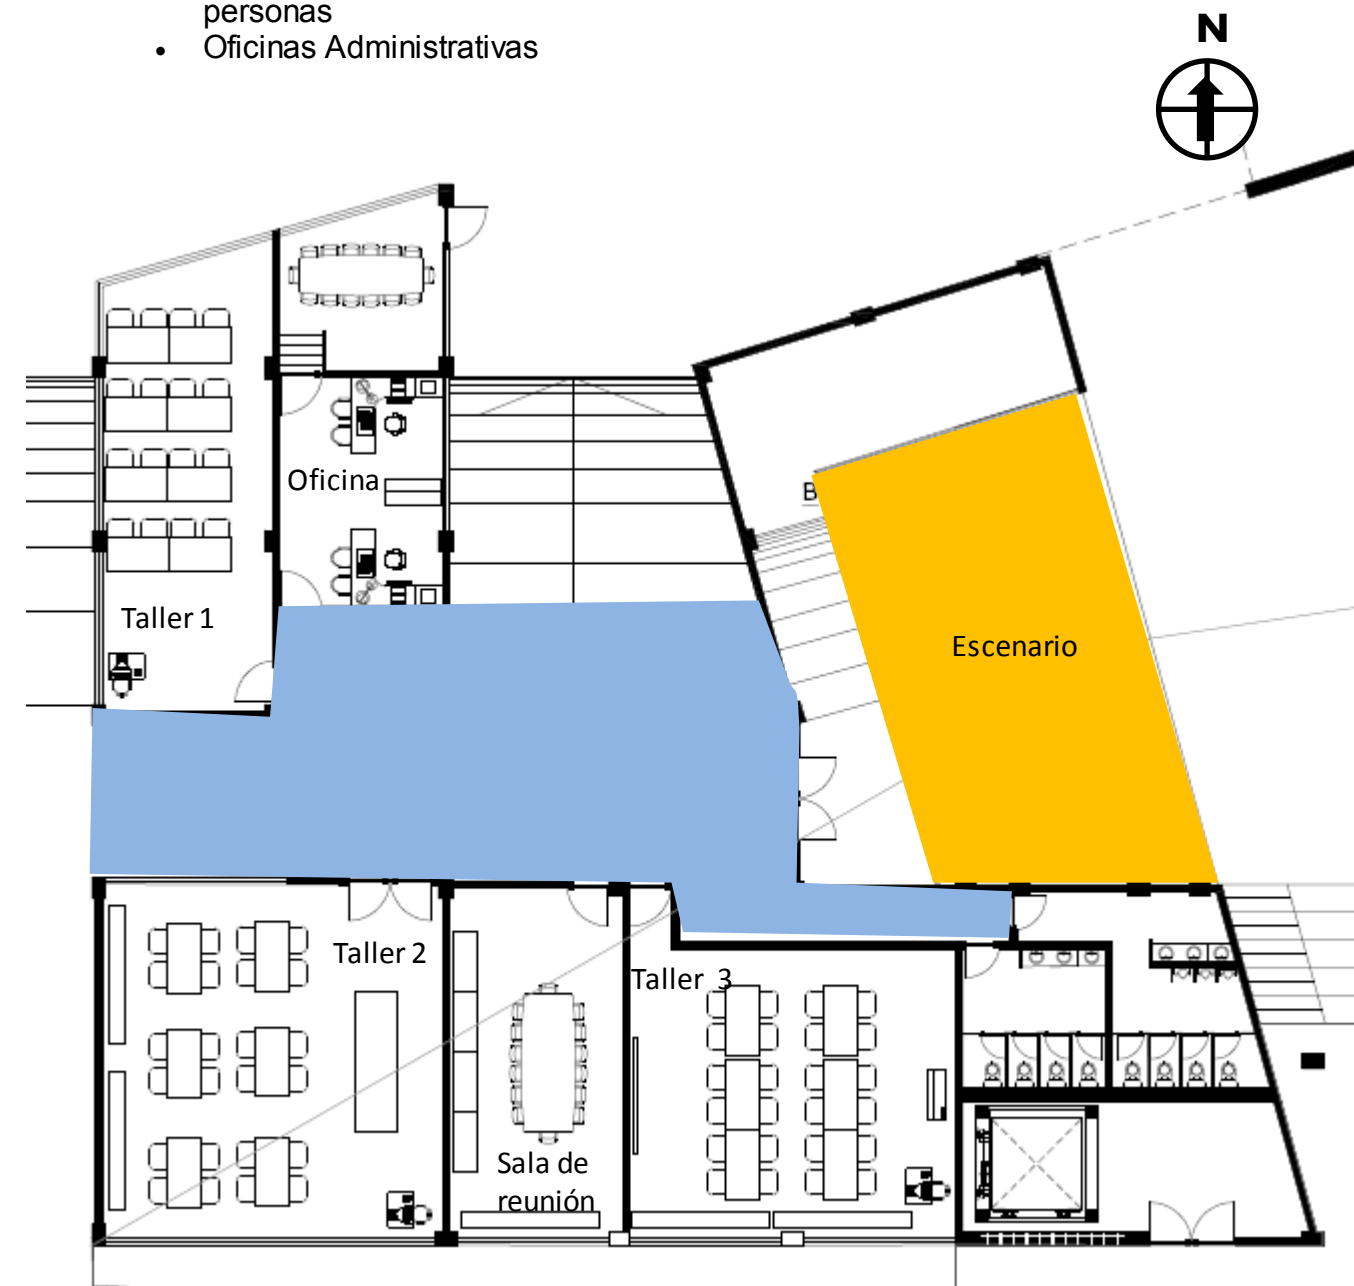 personas
• Oficinas Administrativas
N
Oficina
B
Taller 1
Escenario
Taller 2
Taller 3
Sala de
reunión